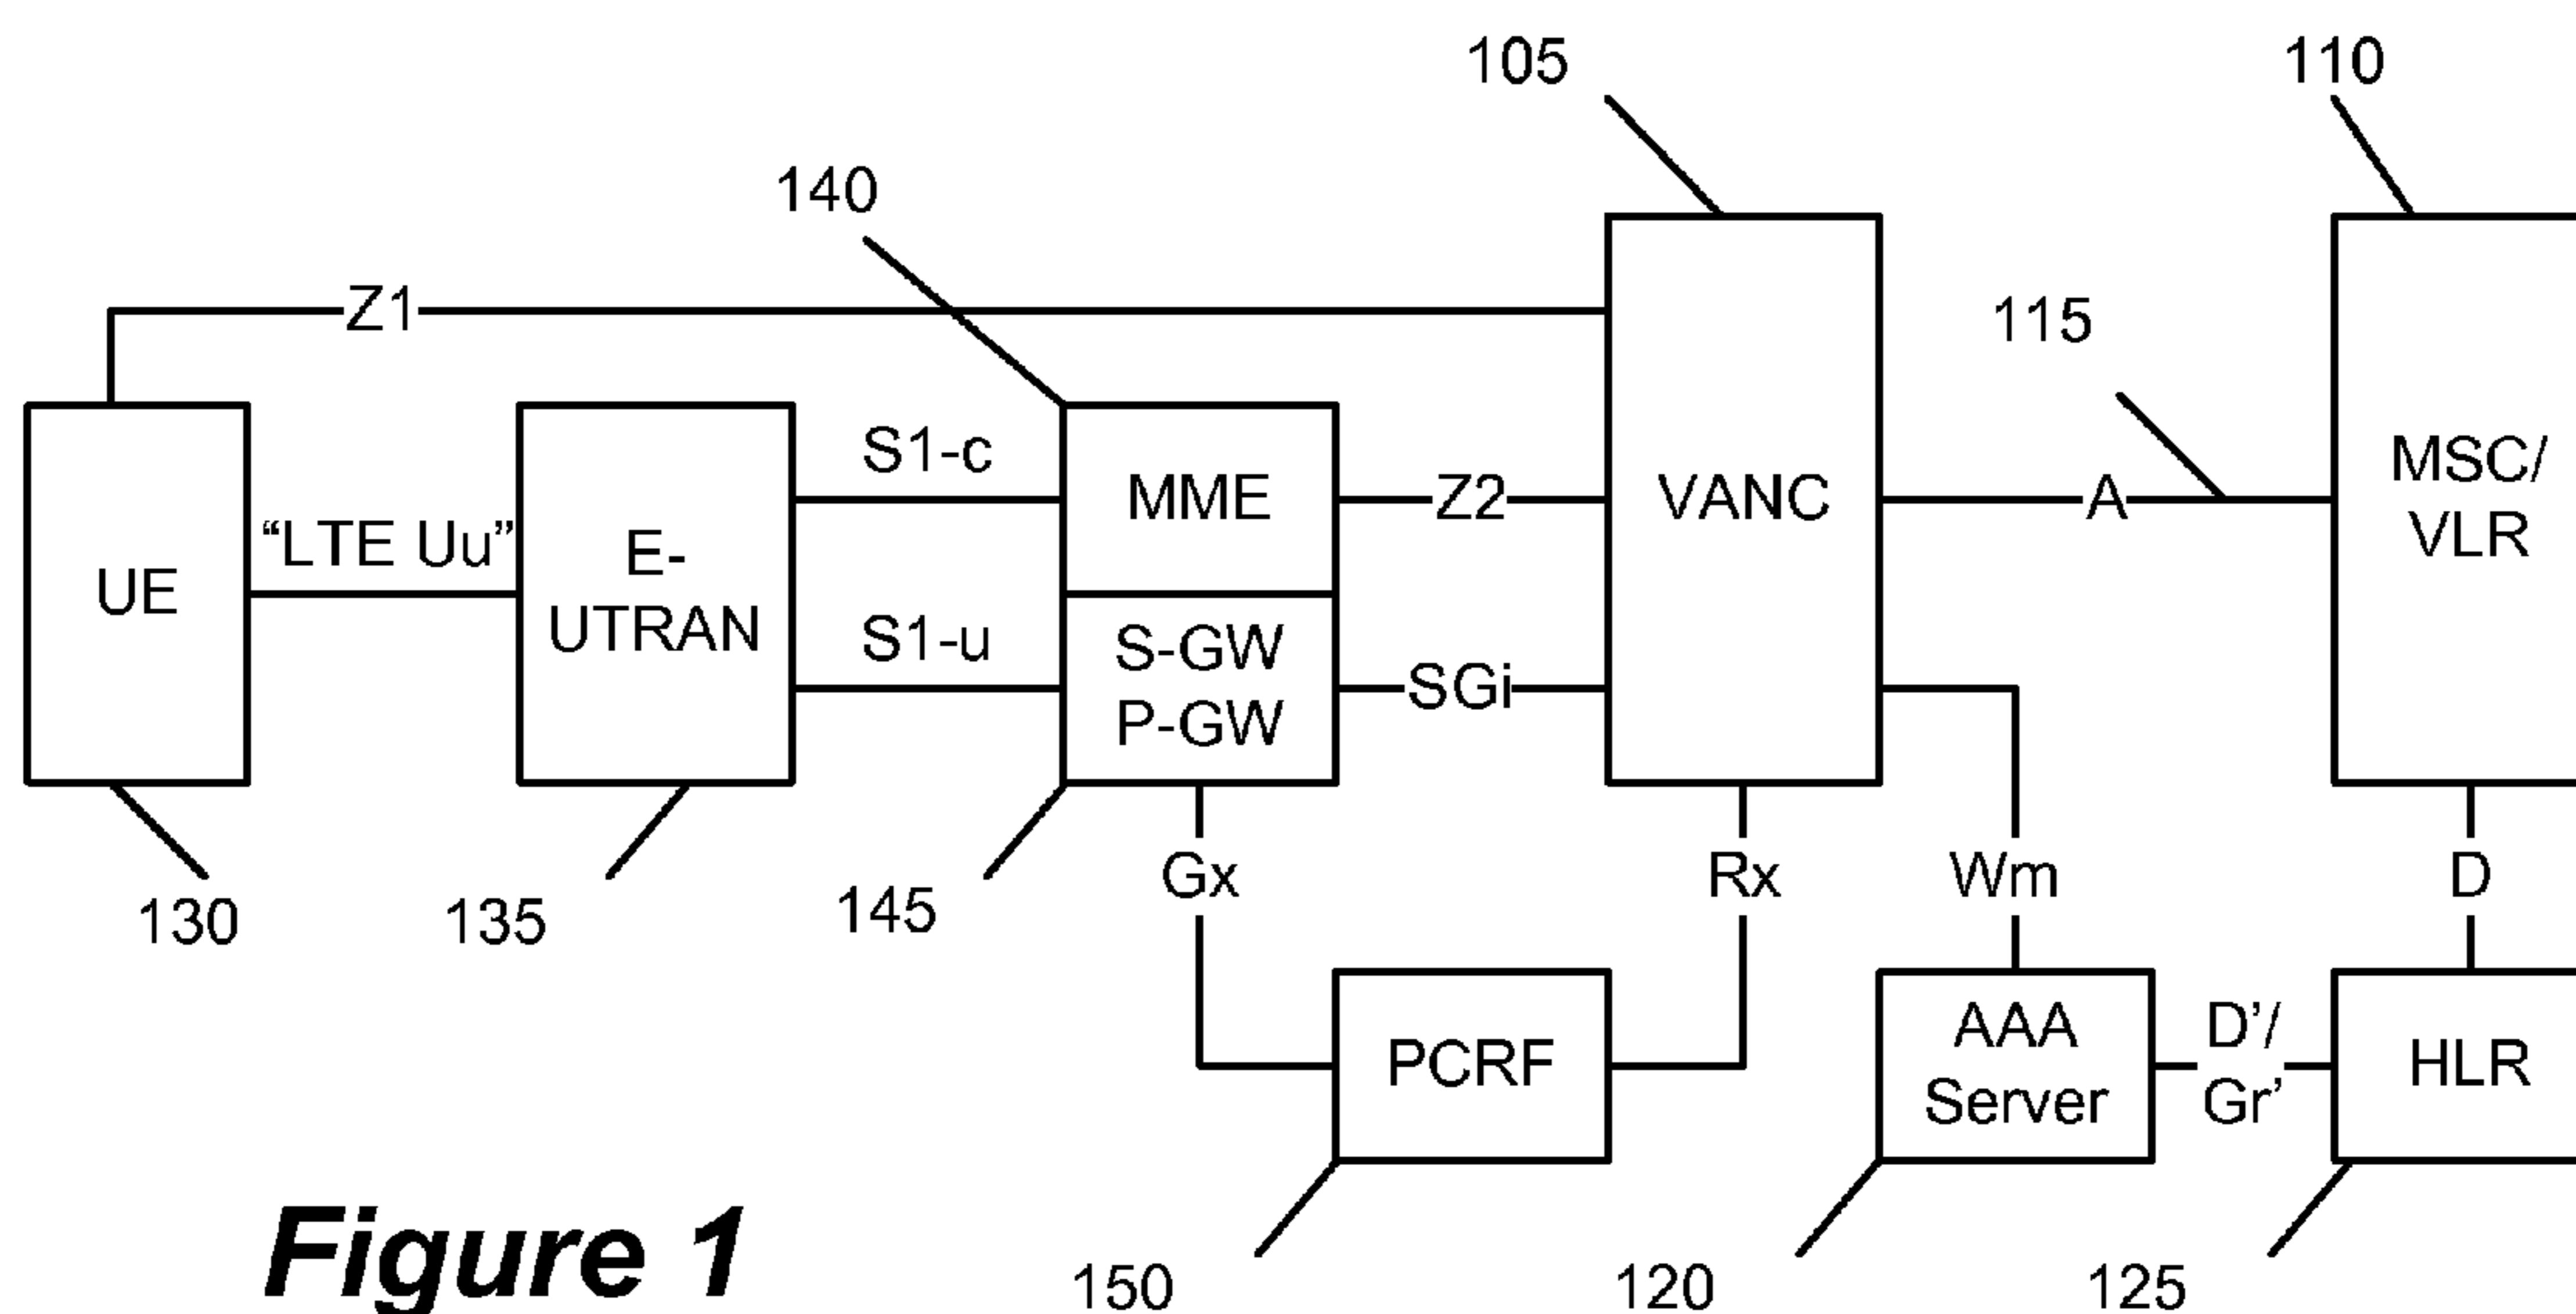 105
110
140
115
Z1
S1-c
MME
Z2
VANC
A
MSC/
VLR
"LTE Uu"
E-
UTRAN
UE
S1-u
S-GW
P-GW
SGi
Gx
Rx
Wm
D
130
135
145
PCRF
AAA
Server
D'/
Gr'
HLR
Figure 1
150
120
125